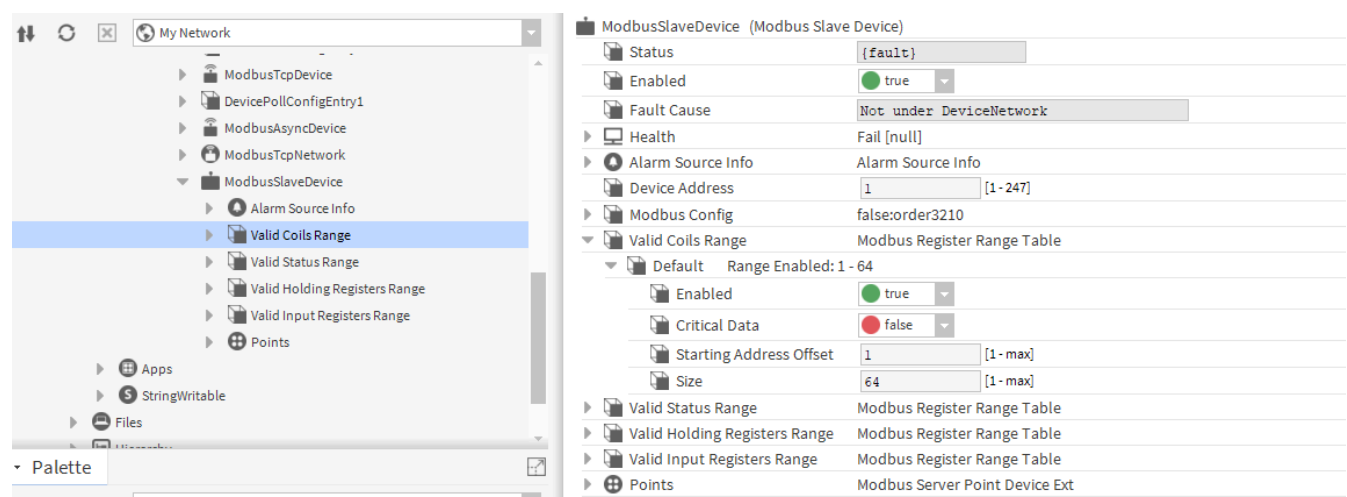 My Network
ModbusTcpDevice
DevicePollConfigEntry1
ModbusAsyncDevice
ModbusTcpNetwork
ModbusSlaveDevice
Alarm Source Info
Valid Coils Range
Valid Status Range
Valid Holding Registers Range
Valid Input Registers Range
Points
Apps
S StringWritable
Files
Palette
ModbusSlaveDevice (Modbus Slave Device)
Status {fault}
Enabled true
Fault Cause Not under DeviceNetwork
Health Fail [null]
Alarm Source Info Alarm Source Info
Device Address 1 [1 - 247]
Modbus Config false:order3210
Valid Coils Range Modbus Register Range Table
Default Range Enabled: 1 - 64
Enabled true
Critical Data false
Starting Address Offset 1 [1 - max]
Size 64 [1 - max]
Valid Status Range Modbus Register Range Table
Valid Holding Registers Range Modbus Register Range Table
Valid Input Registers Range Modbus Register Range Table
Points Modbus Server Point Device Ext